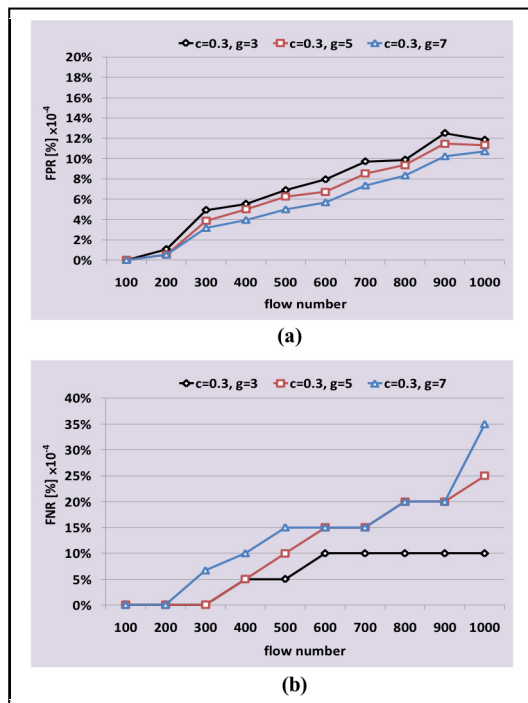 c=0.3, g=3 c=0.3, g=5 c=0.3, g=7
20%
18%
16%
14%
12%
10%
8%
6%
4%
2%
0%
FPR [%] x10-4
100 200 300 400 500 600 700 800 900 1000
flow number
(a)
c=0.3, g=3 c=0.3, g=5 c=0.3, g=7
40%
35%
30%
25%
20%
15%
10%
5%
0%
FNR [%] x10-4
100 200 300 400 500 600 700 800 900 1000
flow number
(b)